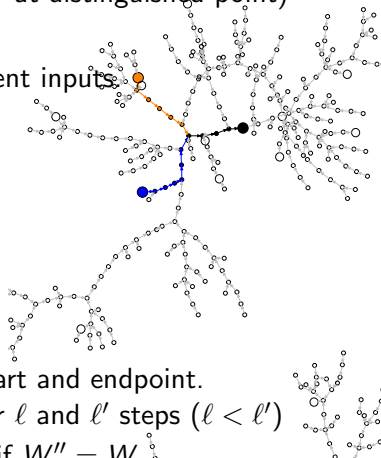 at distinguished point)
ent inputs.
art and endpoint.
r ℓ and ℓ′ steps (ℓ < ℓ′)
if W″ = W